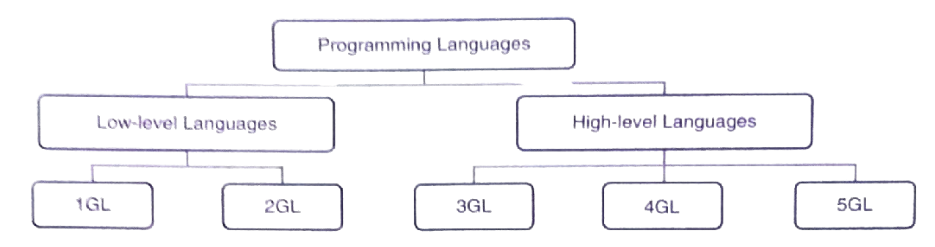 Programming Languages
Low-level Languages
High-level Languages
1GL
2GL
3GL
4GL
5GL